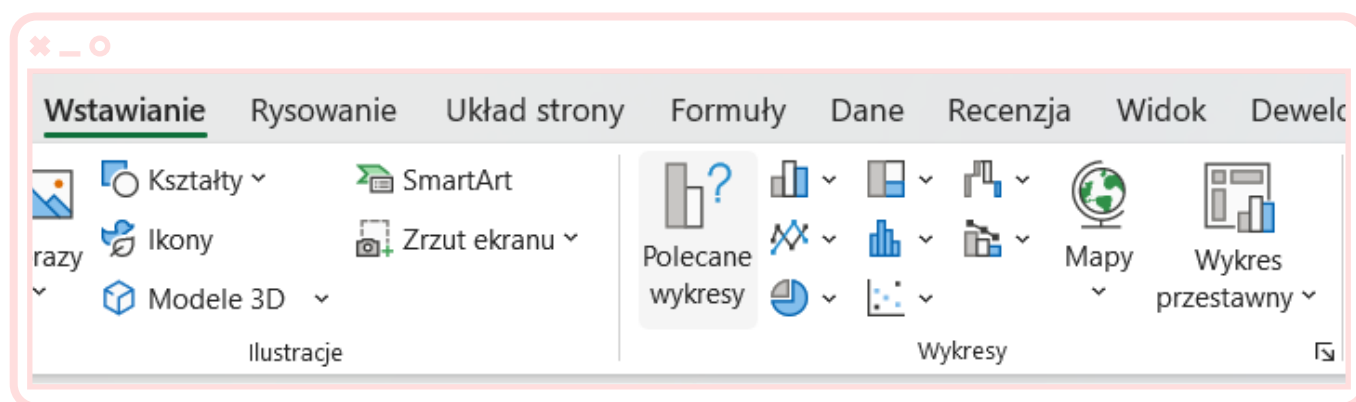 Wstawianie Rysowanie Układ strony Formuły Dane Recenzja Widok Dewelo
Kształty
SmartArt
Ikony
Zrzut ekranu
razy
Modele 3D
Ilustracje
Polecane
wykresy
Mapy
Wykres
przestawny
Wykresy